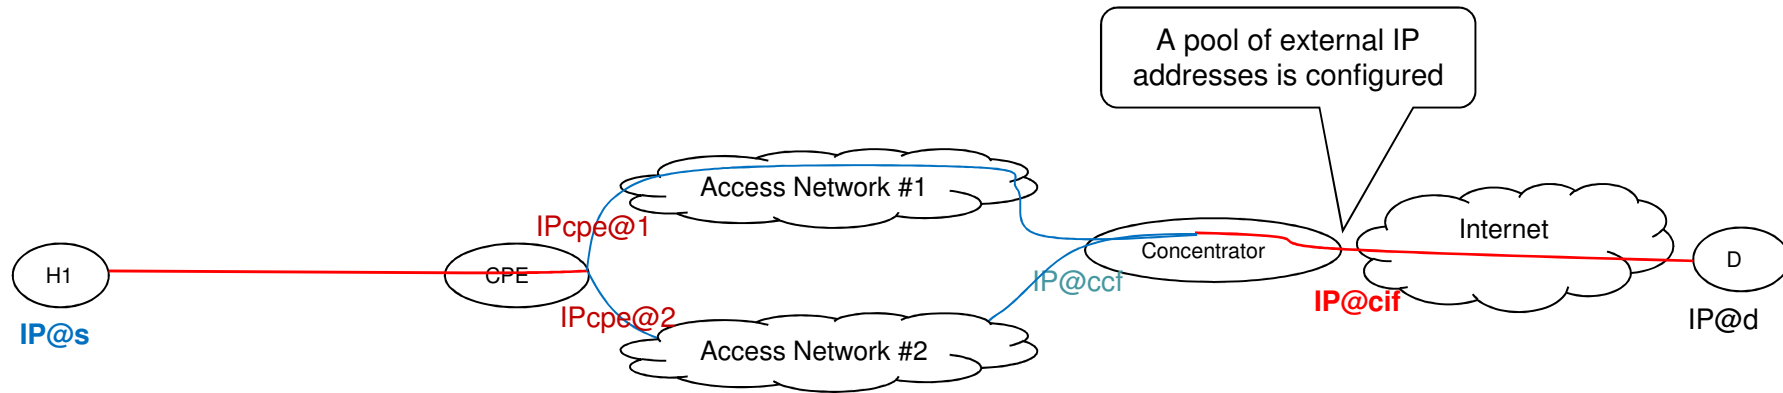 A pool of external IP
addresses is configured
Access Network #1
IPcpe@1
Internet
Concentrator
H1
CPE
D
IP@ccf
IP@cif
IPcpe@2
IP@s
IP@d
Access Network #2